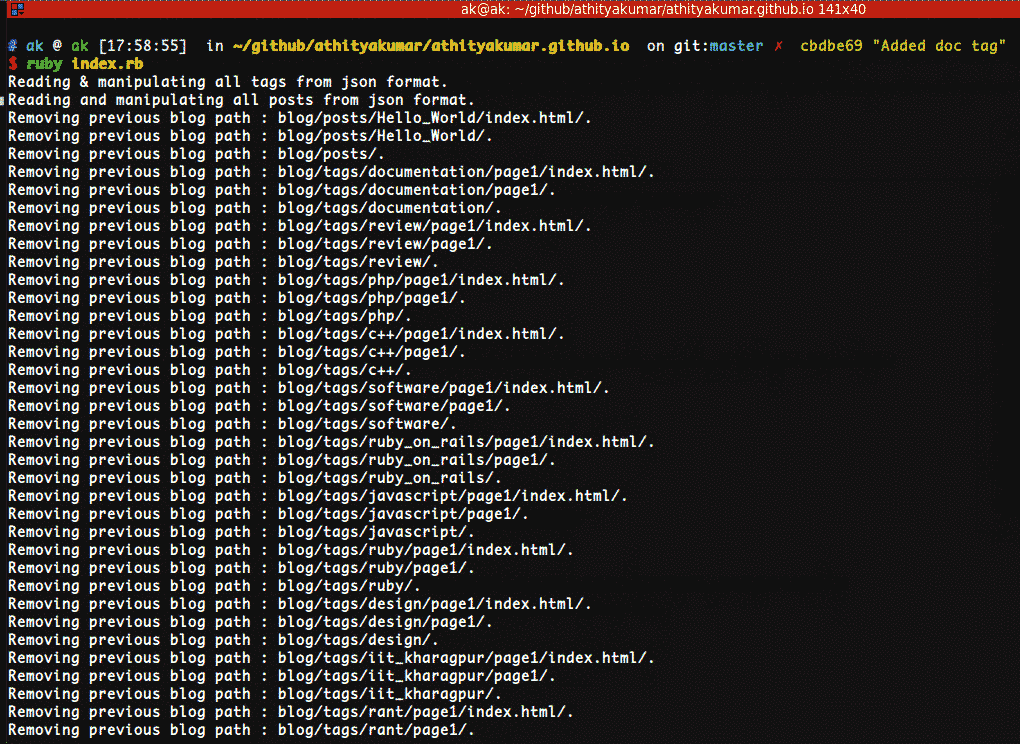 ak@ak: ~/github/athityakumar/athityakumar.github.io 141x40
# ak @ ak [17:58:55]  in ~/github/athityakumar/athityakumar.github.io  on git:master ✗  cbdbe69 "Added doc tag"
$ ruby index.rb
Reading & manipulating all tags from json format.
Reading and manipulating all posts from json format.
Removing previous blog path : blog/posts/Hello_World/index.html/.
Removing previous blog path : blog/posts/Hello_World/.
Removing previous blog path : blog/posts/.
Removing previous blog path : blog/tags/documentation/page1/index.html/.
Removing previous blog path : blog/tags/documentation/page1/.
Removing previous blog path : blog/tags/documentation/.
Removing previous blog path : blog/tags/review/page1/index.html/.
Removing previous blog path : blog/tags/review/page1/.
Removing previous blog path : blog/tags/review/.
Removing previous blog path : blog/tags/php/page1/index.html/.
Removing previous blog path : blog/tags/php/page1/.
Removing previous blog path : blog/tags/php/.
Removing previous blog path : blog/tags/c++/page1/index.html/.
Removing previous blog path : blog/tags/c++/page1/.
Removing previous blog path : blog/tags/c++/.
Removing previous blog path : blog/tags/software/page1/index.html/.
Removing previous blog path : blog/tags/software/page1/.
Removing previous blog path : blog/tags/software/.
Removing previous blog path : blog/tags/ruby_on_rails/page1/index.html/.
Removing previous blog path : blog/tags/ruby_on_rails/page1/.
Removing previous blog path : blog/tags/ruby_on_rails/.
Removing previous blog path : blog/tags/javascript/page1/index.html/.
Removing previous blog path : blog/tags/javascript/page1/.
Removing previous blog path : blog/tags/javascript/.
Removing previous blog path : blog/tags/ruby/page1/index.html/.
Removing previous blog path : blog/tags/ruby/page1/.
Removing previous blog path : blog/tags/ruby/.
Removing previous blog path : blog/tags/design/page1/index.html/.
Removing previous blog path : blog/tags/design/page1/.
Removing previous blog path : blog/tags/design/.
Removing previous blog path : blog/tags/iit_kharagpur/page1/index.html/.
Removing previous blog path : blog/tags/iit_kharagpur/page1/.
Removing previous blog path : blog/tags/iit_kharagpur/.
Removing previous blog path : blog/tags/rant/page1/index.html/.
Removing previous blog path : blog/tags/rant/page1/.